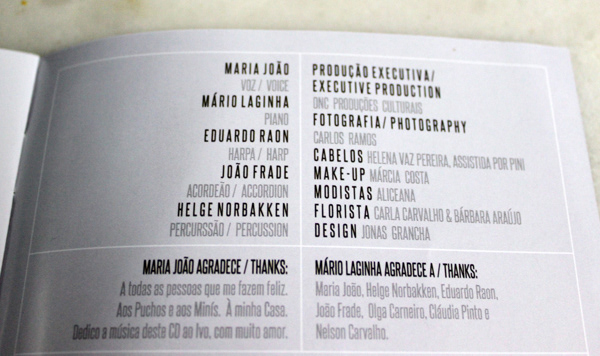 MARIA JOÃO
VOZ / VOICE
MÁRIO LAGINHA
PIANO
EDUARDO RAON
HARPA / HARP
JOÃO FRADE
ACORDEÃO / ACCORDION
HELGE NORBAKKEN
PERCURSSÃO / PERCUSSION
PRODUÇÃO EXECUTIVA/
EXECUTIVE PRODUCTION
ONC PRODUÇÕES CULTURAIS
FOTOGRAFIA/ PHOTOGRAPHY
CARLOS RAMOS
CABELOS HELENA VAZ PEREIRA, ASSISTIDA POR PINI
MAKE-UP MÁRCIA COSTA
MODISTAS ALICEANA
FLORISTA CARLA CARVALHO & BÁRBARA ARAÚJO
DESIGN JONAS GRANCHA
MARIA JOÃO AGRADECE / THANKS:
A todas as pessoas que me fazem feliz.
Aos Puchos e aos Minís. À minha Casa.
Dedico a música deste CD ao Ivo, com muito amor.
MÁRIO LAGINHA AGRADECE A / THANKS:
Maria João, Helge Norbakken, Eduardo Raon,
João Frade, Olga Carneiro, Cláudia Pinto e
Nelson Carvalho.